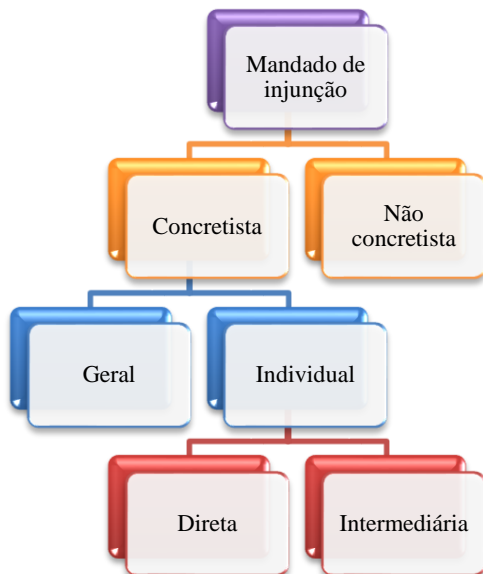 Mandado de
injunção
Concretista
Não
concretista
Geral
Individual
Direta
Intermediária